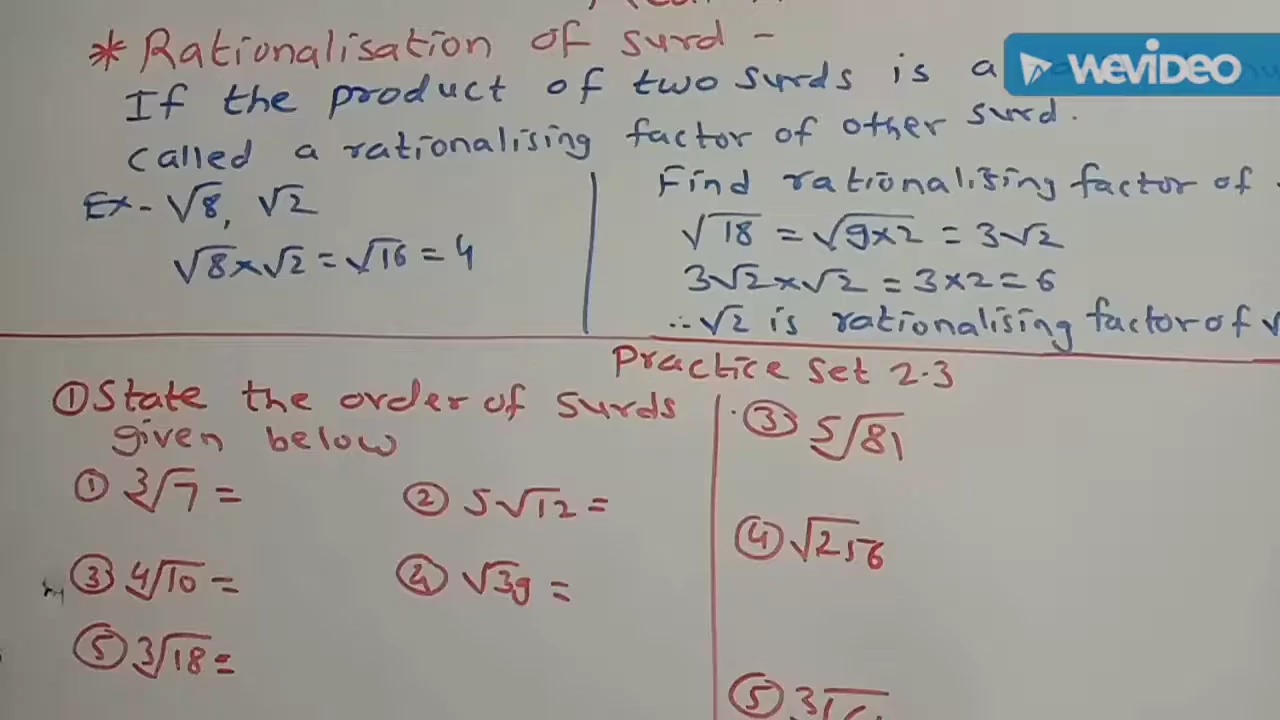 * Rationalisation of surd -
If the product of two surds is a
called a rationalising factor of other surd.
Ex- √8, √2
√8×√2=√16=4
Find rationalising factor of
√18 = √9×2 = 3√2
3√2×√2 = 3×2=6
∴√2 is rationalising factor of √
Practice set 2.3
① State the order of surds
given below
① ∛7 =
② 5√12 =
③ ∜10 =
④ √39 =
⑤ ∛18 =
③ ⁵√81
④ √256
⑤ ∛
WEVIDEO